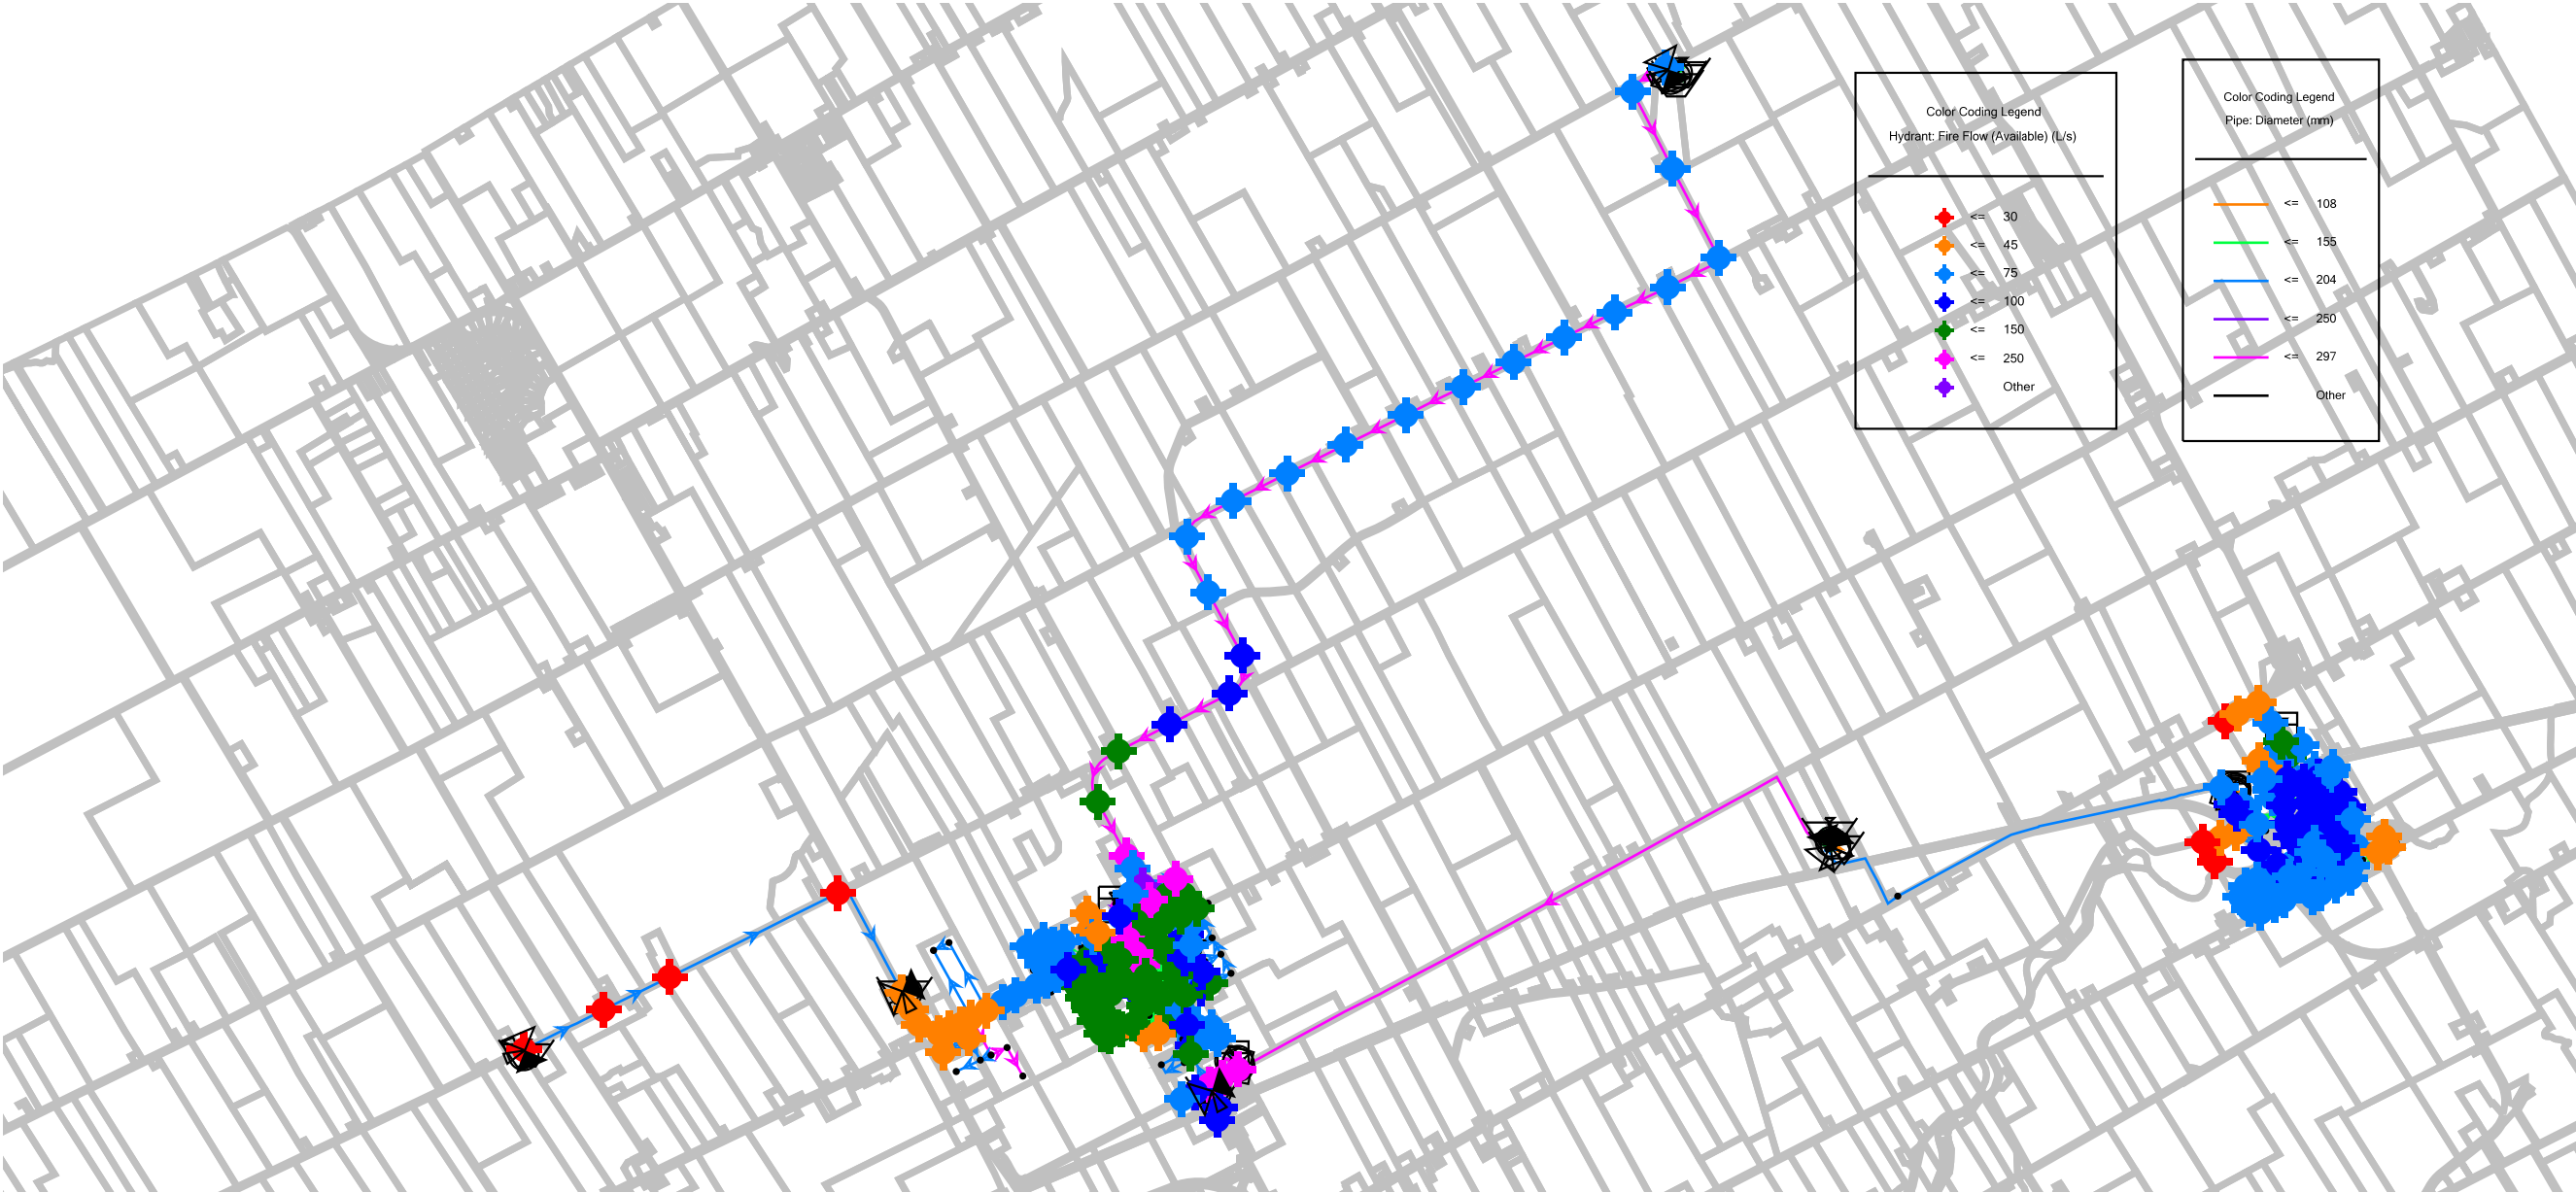 Color Coding Legend
Hydrant: Fire Flow (Available) (L/s)
<= 30
<= 45
<= 75
<= 100
<= 150
<= 250
Other
Color Coding Legend
Pipe: Diameter (mm)
<= 108
<= 155
<= 204
<= 250
<= 297
Other